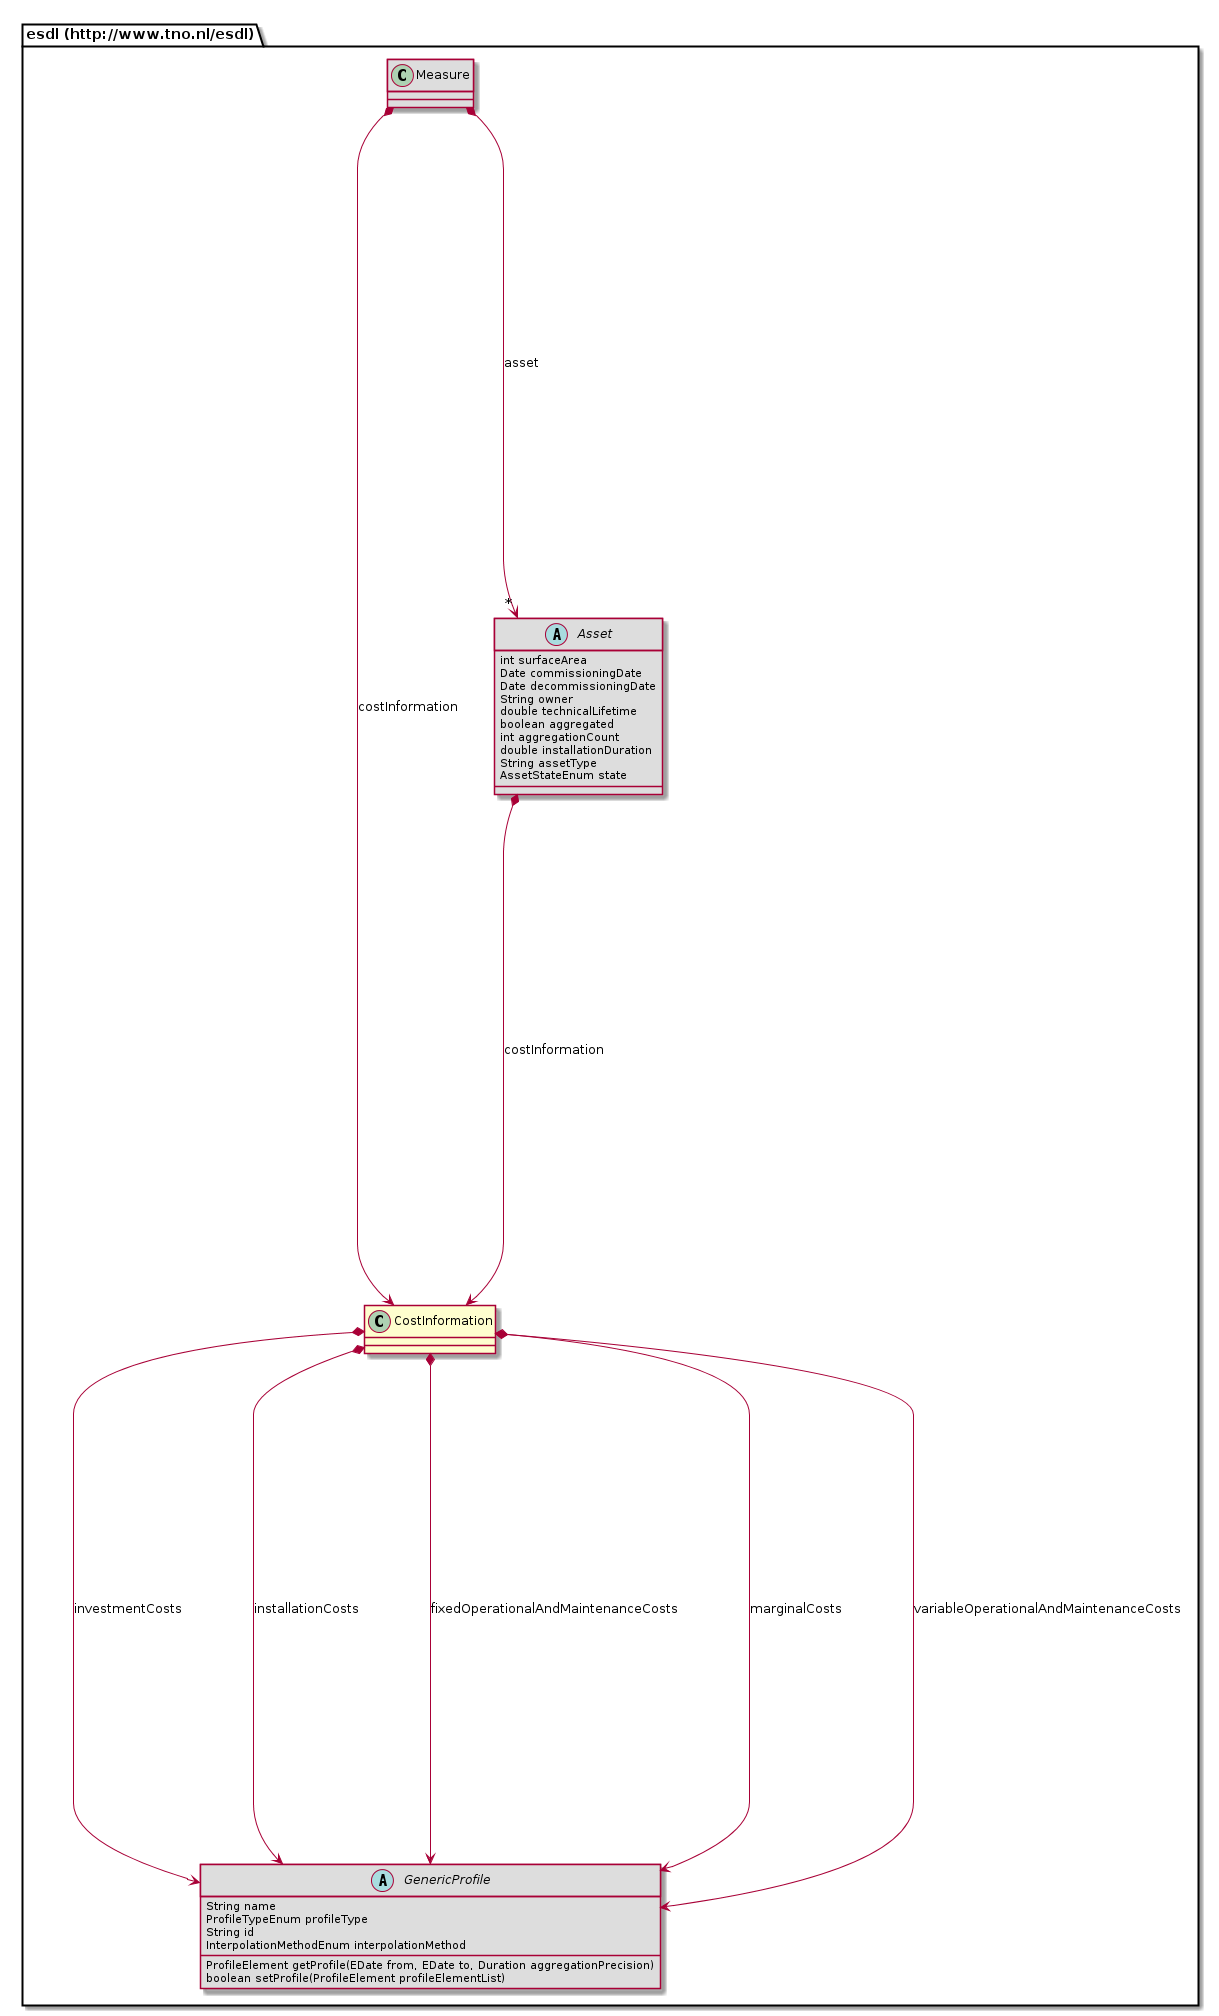 esdl (http://www.tno.nl/esdl)
C Measure
asset
*
A Asset
int surfaceArea
Date commissioningDate
Date decommissioningDate
String owner
double technicalLifetime
boolean aggregated
int aggregationCount
double installationDuration
String assetType
AssetStateEnum state
costInformation
costInformation
C CostInformation
investmentCosts
installationCosts
fixedOperationalAndMaintenanceCosts
marginalCosts
variableOperationalAndMaintenanceCosts
A GenericProfile
String name
ProfileTypeEnum profileType
String id
InterpolationMethodEnum interpolationMethod
ProfileElement getProfile(EDate from, EDate to, Duration aggregationPrecision)
boolean setProfile(ProfileElement profileElementList)